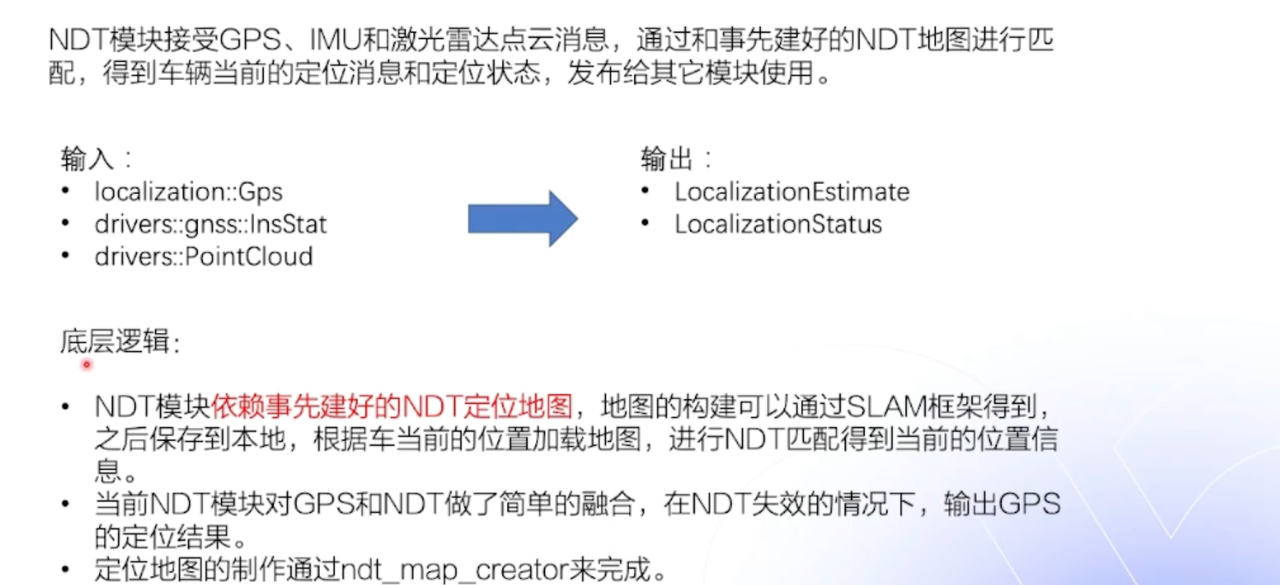 NDT模块接受GPS、IMU和激光雷达点云消息，通过和事先建好的NDT地图进行匹
配，得到车辆当前的定位消息和定位状态，发布给其它模块使用。
输入：
• localization::Gps
• drivers::gnss::InsStat
• drivers::PointCloud
输出：
• LocalizationEstimate
• LocalizationStatus
底层逻辑：
• NDT模块依赖事先建好的NDT定位地图，地图的构建可以通过SLAM框架得到，
之后保存到本地，根据车当前的位置加载地图，进行NDT匹配得到当前的位置信
息。
• 当前NDT模块对GPS和NDT做了简单的融合，在NDT失效的情况下，输出GPS
的定位结果。
• 定位地图的制作通过ndt_map_creator来完成。